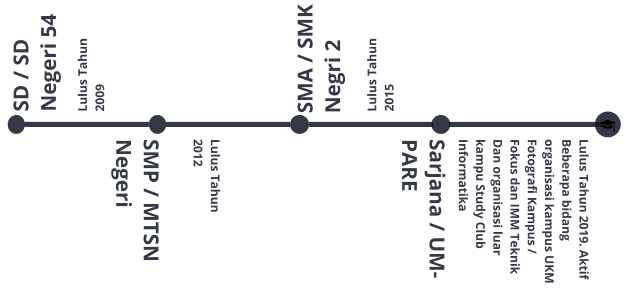 SD / SD
Negeri 54
Lulus Tahun
2009
SMP / MTSN
Negeri
Lulus Tahun
2012
SMA / SMK
Negri 2
Lulus Tahun
2015
Sarjana / UM-
PARE
Lulus Tahun 2019. Aktif
Beberapa bidang
organisasi kampus UKM
Fotografi Kampus /
Fokus dan IMM Teknik
Dan organisasi luar
kampu Study Club
Informatika